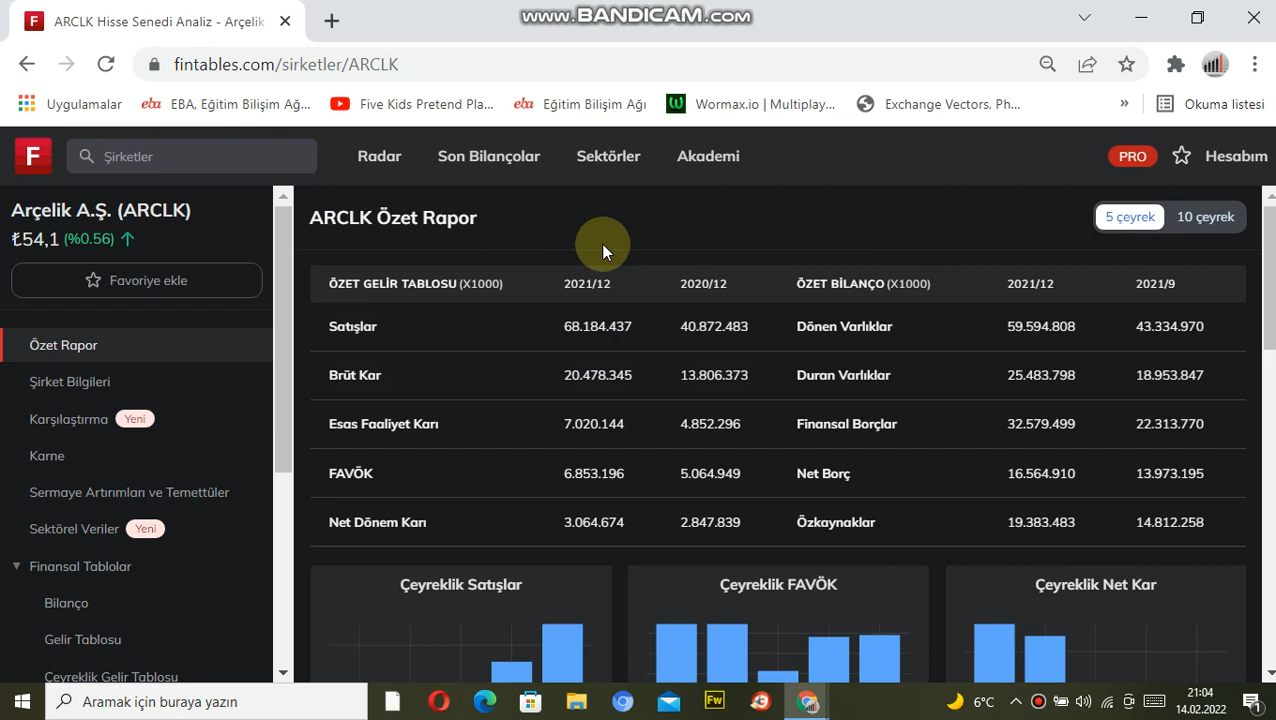 ARCLK Hisse Senedi Analiz - Arçelik
www.BANDICAM.com
fintables.com/sirketler/ARCLK
Uygulamalar
eba EBA, Eğitim Bilişim Ağ...
Five Kids Pretend Pla...
eba Eğitim Bilişim Ağı
Wormax.io | Multiplay...
Exchange Vectors, Ph...
»
Okuma listesi
F
Şirketler
Radar
Son Bilançolar
Sektörler
Akademi
PRO
Hesabım
Arçelik A.Ş. (ARCLK)
₺54,1 (%0.56)
Favoriye ekle
Özet Rapor
Şirket Bilgileri
Karşılaştırma Yeni
Karne
Sermaye Artırımları ve Temettüler
Sektörel Veriler Yeni
Finansal Tablolar
Bilanço
Gelir Tablosu
Çeyreklik Gelir Tablosu
ARCLK Özet Rapor
5 çeyrek 10 çeyrek
ÖZET GELİR TABLOSU (X1000) 2021/12 2020/12 ÖZET BİLANÇO (X1000) 2021/12 2021/9
Satışlar 68.184.437 40.872.483 Dönen Varlıklar 59.594.808 43.334.970
Brüt Kar 20.478.345 13.806.373 Duran Varlıklar 25.483.798 18.953.847
Esas Faaliyet Karı 7.020.144 4.852.296 Finansal Borçlar 32.579.499 22.313.770
FAVÖK 6.853.196 5.064.949 Net Borç 16.564.910 13.973.195
Net Dönem Karı 3.064.674 2.847.839 Özkaynaklar 19.383.483 14.812.258
Çeyreklik Satışlar
Çeyreklik FAVÖK
Çeyreklik Net Kar
Aramak için buraya yazın
Fw
6°C
21:04
14.02.2022
1